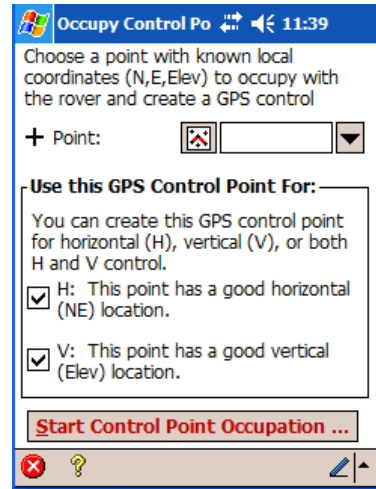 Occupy Control Po 11:39
Choose a point with known local
coordinates (N,E,Elev) to occupy with
the rover and create a GPS control
Point:
Use this GPS Control Point For:
You can create this GPS control point
for horizontal (H), vertical (V), or both
H and V control.
H: This point has a good horizontal
(NE) location.
V: This point has a good vertical
(Elev) location.
Start Control Point Occupation ...